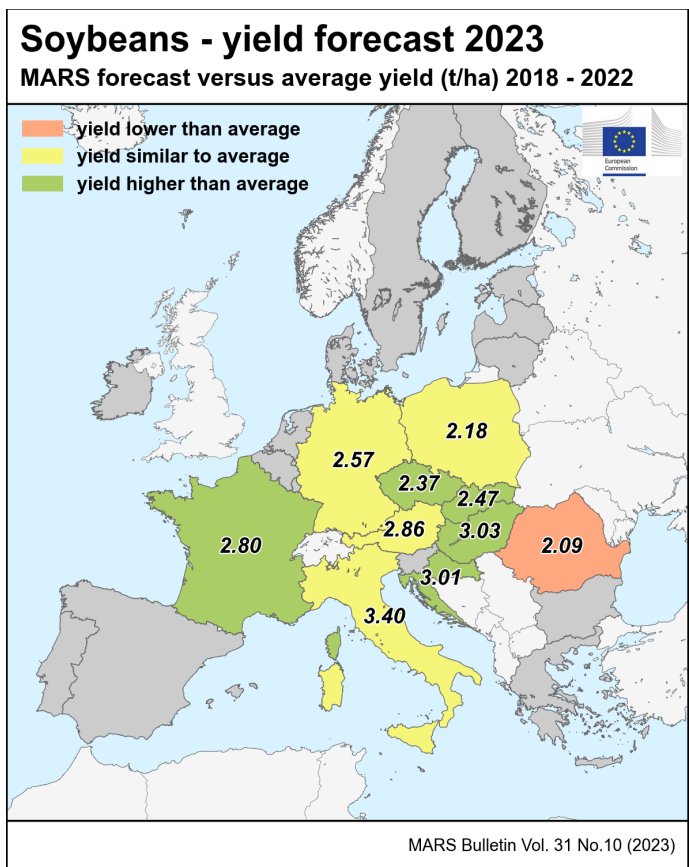 Soybeans - yield forecast 2023
MARS forecast versus average yield (t/ha) 2018 - 2022
yield lower than average
yield similar to average
yield higher than average
European
Commission
2.18
2.57
2.37
2.47
2.86
3.03
2.80
2.09
3.01
3.40
MARS Bulletin Vol. 31 No.10 (2023)